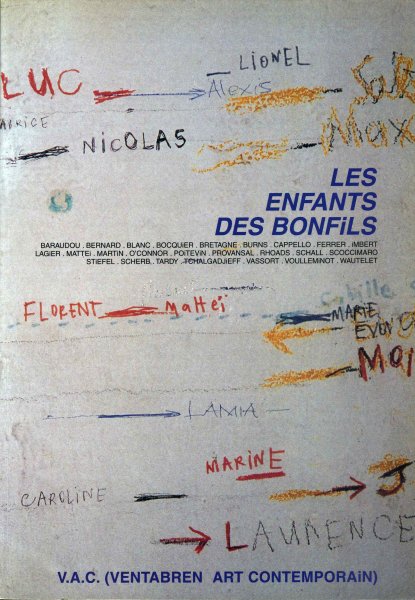 LIONEL
LUC
Alexis
NICOLAS
Max
LES
ENFANTS
DES BONFiLS
BARAUDOU . BERNARD . BLANC . BOCQUIER . BRETAGNE . BURNS . CAPPELLO . FERRER . iMBERT
LAGIER . MATTEi . MARTIN . O'CONNOR . POITEVIN . PROVANSAL . RHOADS . SCHALL . SCOCCIMARO
STIEFEL . SCHERB . TARDY . TCHALGADJiEFF . VASSORT . VOULLEMINOT . WAUTELET
FLORENT Mattei
MARIE
LAMIA
MARINE
CAROLINE
J
LAURENCE
V.A.C. (VENTABREN ART CONTEMPORAiN)